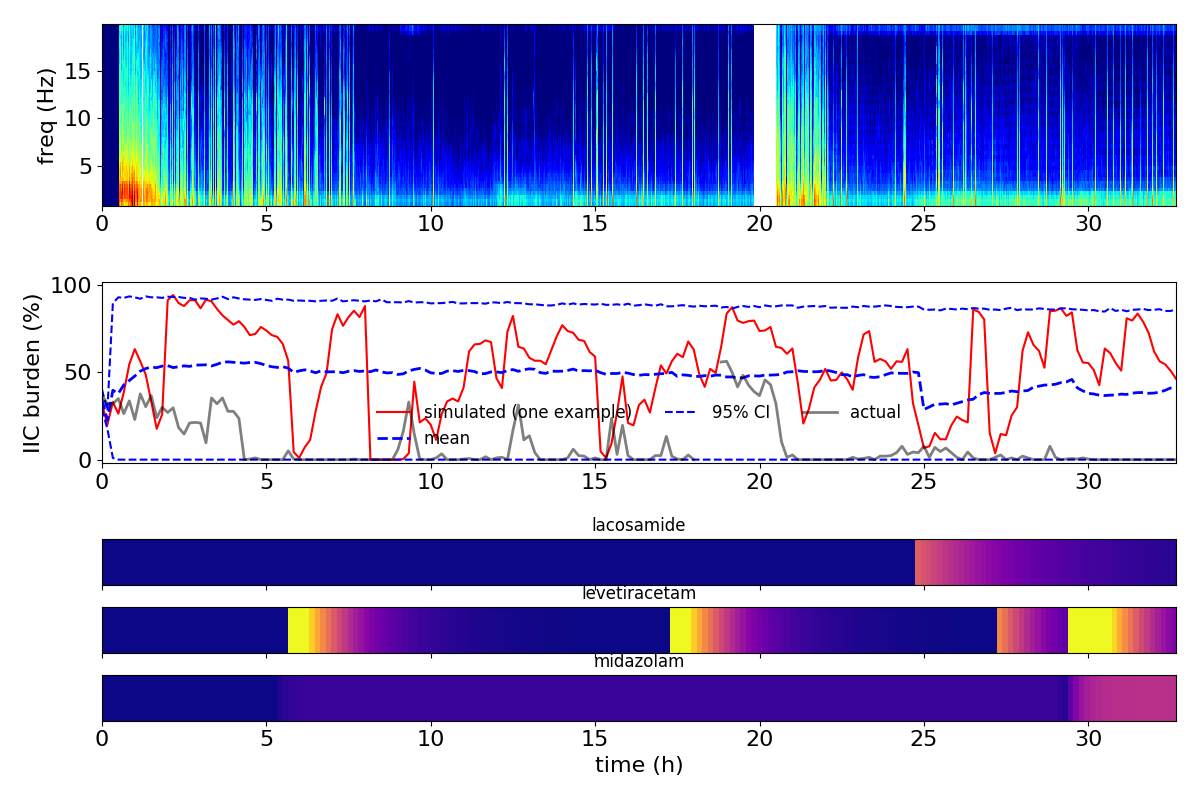 freq (Hz)
15
10
5
0 5 10 15 20 25 30
IIC burden (%)
100
50
0
simulated (one example) 95% CI actual
mean
0 5 10 15 20 25 30
lacosamide
levetiracetam
midazolam
0 5 10 15 20 25 30
time (h)